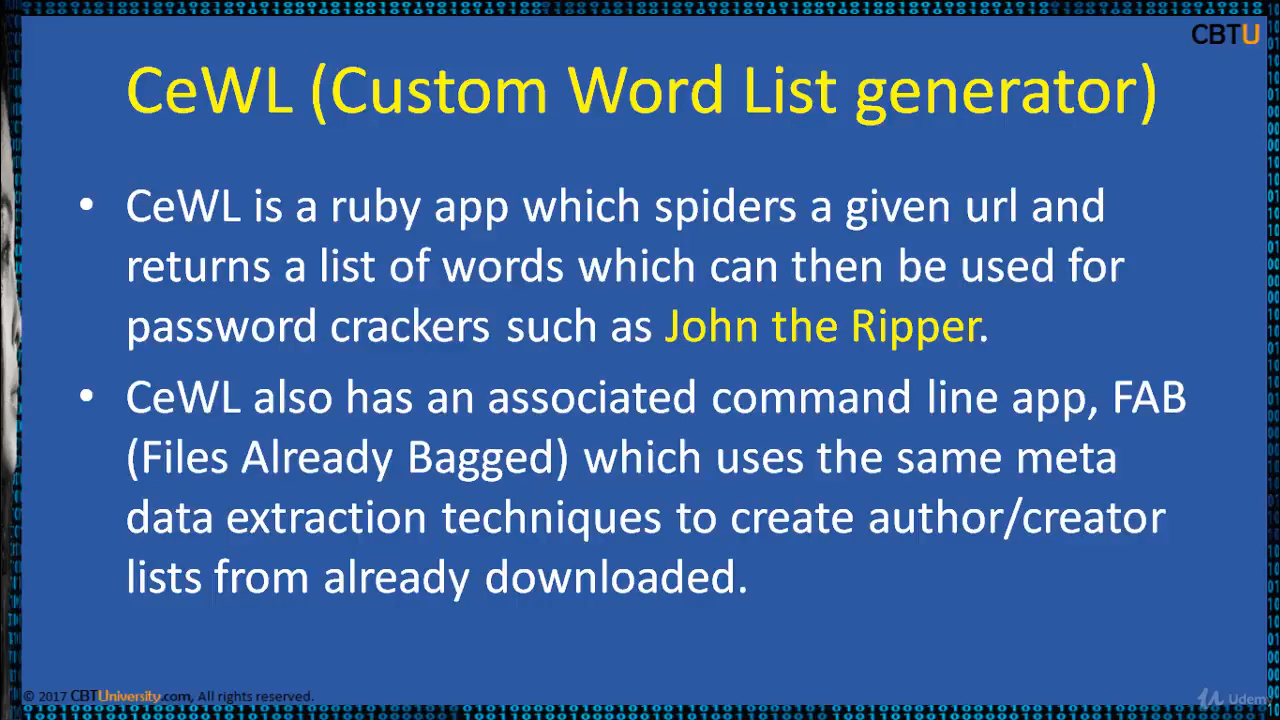 CBTU
CeWL (Custom Word List generator)
• CeWL is a ruby app which spiders a given url and
returns a list of words which can then be used for
password crackers such as John the Ripper.
• CeWL also has an associated command line app, FAB
(Files Already Bagged) which uses the same meta
data extraction techniques to create author/creator
lists from already downloaded.
© 2017 CBTUniversity.com, All rights reserved.
Udemy